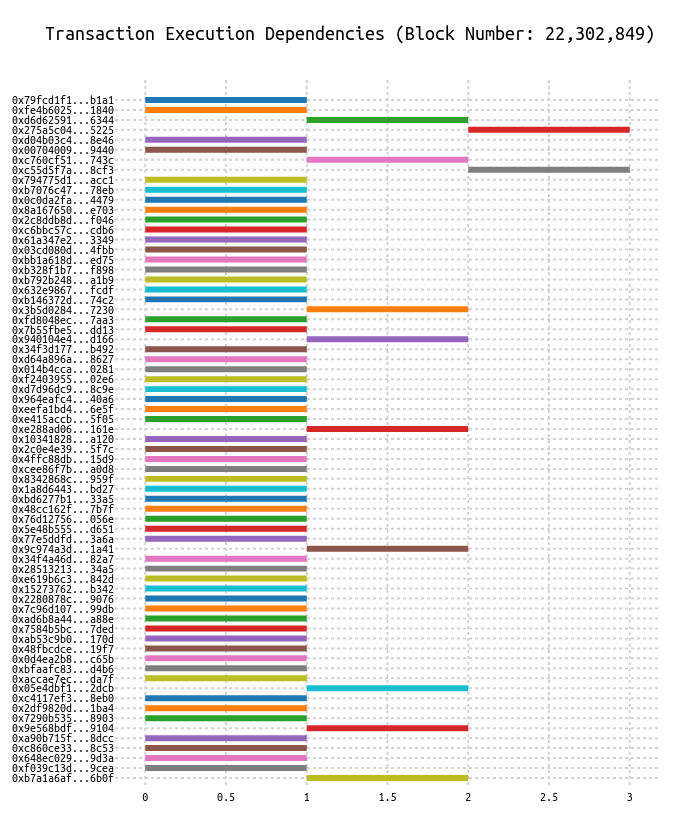 Transaction Execution Dependencies (Block Number: 22,302,849)
0x79fcd1f1...b1a1
0xfe4b6025...1840
0xd6d62591...6344
0x275a5c04...5225
0xd04b03c4...8e46
0x00704009...9440
0xc760cf51...743c
0xc55d5f7a...8cf3
0x794775d1...acc1
0xb7076c47...78eb
0x0c0da2fa...4479
0x8a167650...e703
0x2c8ddb8d...f046
0xc6bbc57c...cdb6
0x61a347e2...3349
0x03cd080d...4fbb
0xbb1a618d...ed75
0xb328f1b7...f898
0xb792b248...a1b9
0x632e9867...fcdf
0xb146372d...74c2
0x3b5d0284...7230
0xfd8048ec...7aa3
0x7b55fbe5...dd13
0x940104e4...d166
0x34f3d177...b492
0xd64a896a...8627
0x014b4cca...0281
0xf2403955...02e6
0xd7d96dc9...8c9e
0x964eafc4...40a6
0xeefa1bd4...6e5f
0xe415accb...5f05
0xe288ad06...161e
0x10341828...a120
0x2c0e4e39...5f7c
0x4ffc88db...15d9
0xcee86f7b...a0d8
0x8342868c...959f
0x1a8d6443...bd27
0xbd6277b1...33a5
0x48cc162f...7b7f
0x76d12756...056e
0x5e48b555...d651
0x77e5ddfd...3a6a
0x9c974a3d...1a41
0x34f4a46d...82a7
0x28513213...34a5
0xe619b6c3...842d
0x15273762...b342
0x2280878c...9076
0x7c96d107...99db
0xad6b8a44...a88e
0x7584b5bc...7ded
0xab53c9b0...170d
0x48fbcdce...19f7
0x0d4ea2b8...c65b
0xbfaafc83...d4b6
0xaccae7ec...da7f
0x05e4dbf1...2dcb
0xc4117ef3...8eb0
0x2df9820d...1ba4
0x7290b535...8903
0x9e568bdf...9104
0xa90b715f...8dcc
0xc860ce33...8c53
0x648ec029...9d3a
0xf039c13d...9cea
0xb7a1a6af...6b0f
0 0.5 1 1.5 2 2.5 3